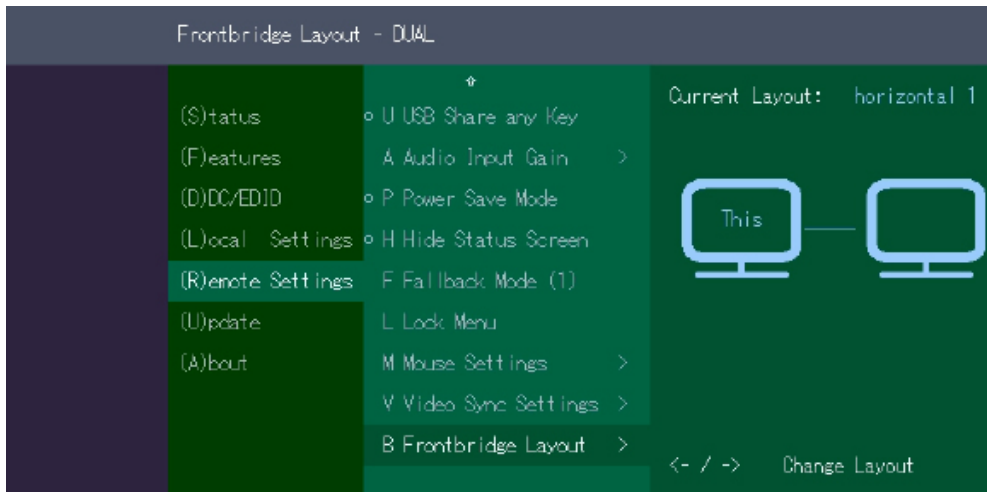 Frontbridge Layout - DUAL
(S)tatus
(F)eatures
(D)DC/EDID
(L)ocal Settings
(R)emote Settings
(U)pdate
(A)bout
U USB Share any Key
A Audio Input Gain >
P Power Save Mode
H Hide Status Screen
F Fallback Mode (1)
L Lock Menu
M Mouse Settings >
V Video Sync Settings >
B Frontbridge Layout >
Current Layout: horizontal 1
This
<- / -> Change Layout